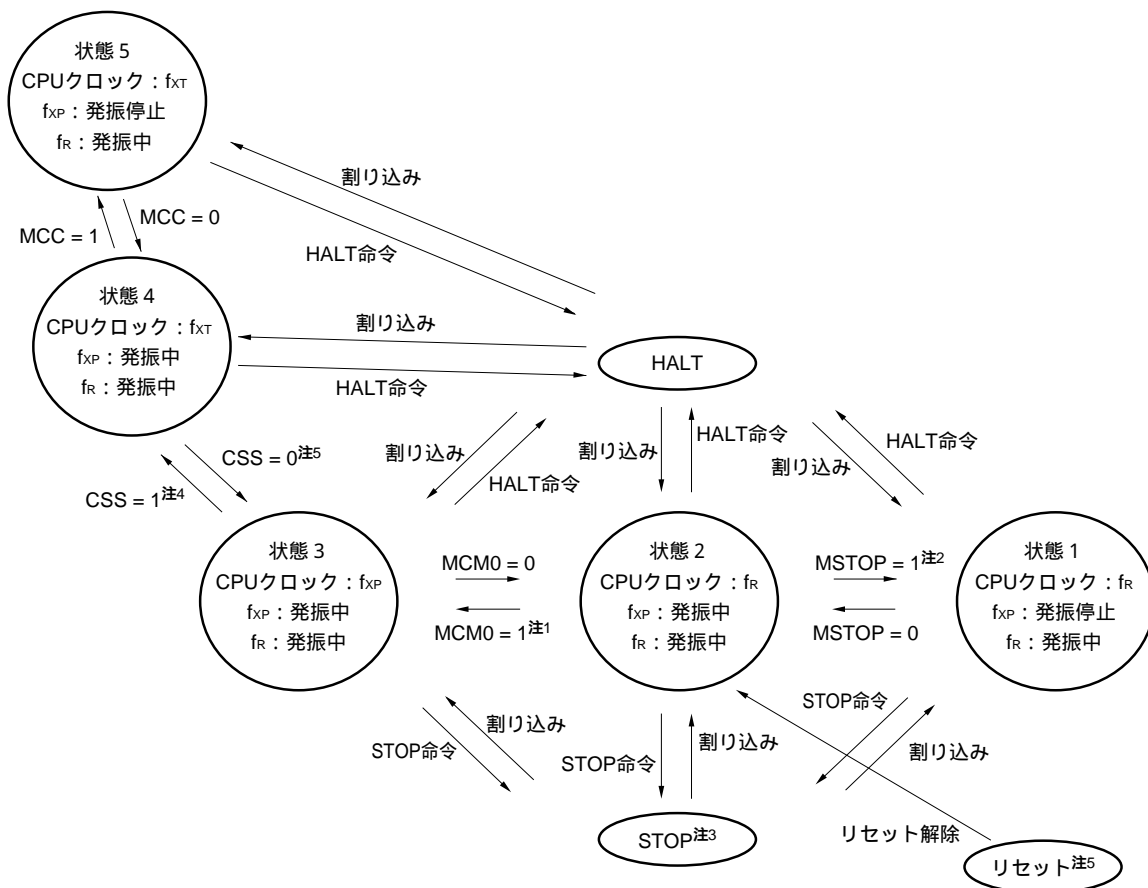 状態 5
CPUクロック：fXT
fXP：発振停止
fR：発振中
割り込み
MCC = 0
MCC = 1
HALT命令
状態 4
CPUクロック：fXT
fXP：発振中
fR：発振中
割り込み
HALT命令
HALT
CSS = 0注5
CSS = 1注4
割り込み
HALT命令
割り込み
HALT命令
割り込み
HALT命令
状態 3
CPUクロック：fXP
fXP：発振中
fR：発振中
MCM0 = 0
MCM0 = 1注1
状態 2
CPUクロック：fR
fXP：発振中
fR：発振中
MSTOP = 1注2
MSTOP = 0
状態 1
CPUクロック：fR
fXP：発振停止
fR：発振中
STOP命令
割り込み
STOP命令
割り込み
STOP命令
割り込み
STOP注3
リセット解除
リセット注5